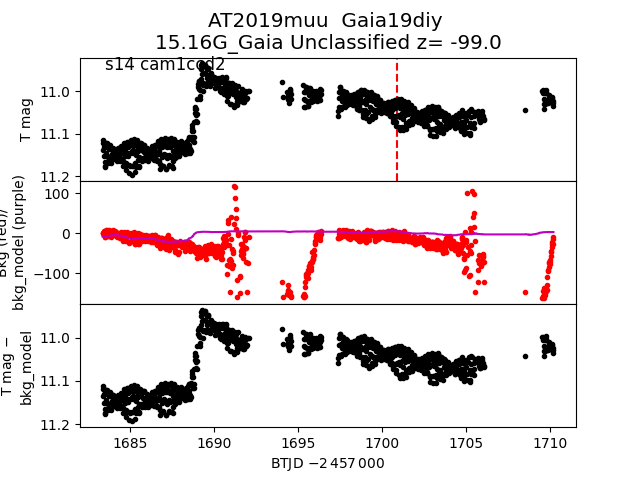 AT2019muu Gaia19diy
15.16G_Gaia Unclassified z= -99.0
s14 cam1ccd2
T mag
11.0
11.1
11.2
Bkg (red)/
bkg_model (purple)
100
0
−100
T mag −
bkg_model
11.0
11.1
11.2
1685 1690 1695 1700 1705 1710
BTJD −2 457 000